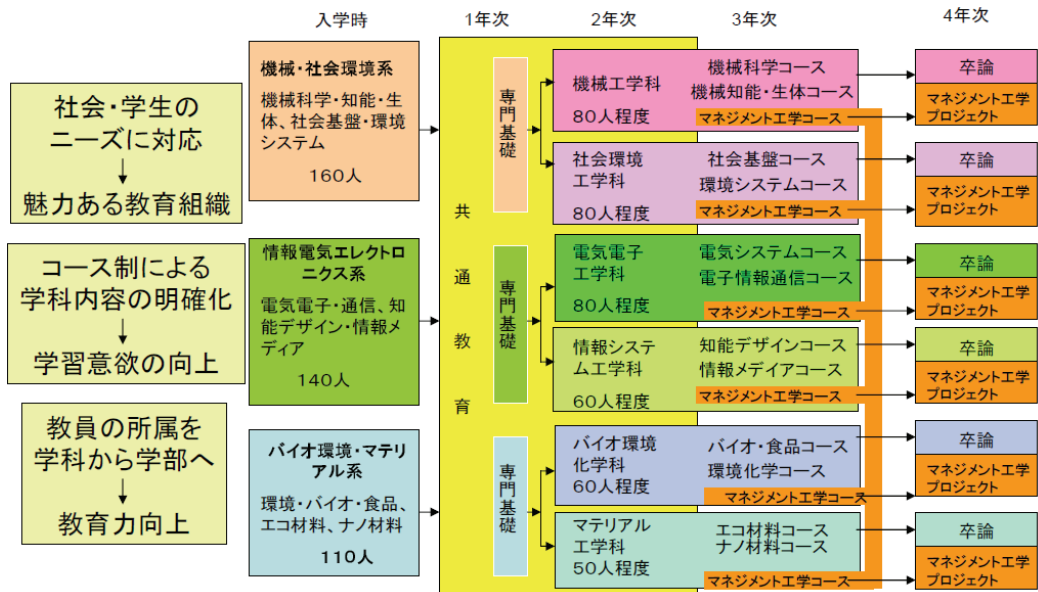 入学時
1年次
2年次
3年次
4年次
社会・学生の
ニーズに対応
魅力ある教育組織
コース制による
学科内容の明確化
学習意欲の向上
教員の所属を
学科から学部へ
教育力向上
機械・社会環境系
機械科学・知能・生
体、社会基盤・環境
システム
160人
情報電気エレクトロ
ニクス系
電気電子・通信、知
能デザイン・情報メ
ディア
140人
バイオ環境・マテリ
アル系
環境・バイオ・食品、
エコ材料、ナノ材料
110人
共通教育
専門基礎
専門基礎
専門基礎
機械工学科
80人程度
機械科学コース
機械知能・生体コース
マネジメント工学コース
卒論
マネジメント工学
プロジェクト
社会環境
工学科
80人程度
社会基盤コース
環境システムコース
マネジメント工学コース
卒論
マネジメント工学
プロジェクト
電気電子
工学科
80人程度
電気システムコース
電子情報通信コース
マネジメント工学コース
卒論
マネジメント工学
プロジェクト
情報システ
ム工学科
60人程度
知能デザインコース
情報メデイアコース
マネジメント工学コース
卒論
マネジメント工学
プロジェクト
バイオ環境
化学科
60人程度
バイオ・食品コース
環境化学コース
マネジメント工学コース
卒論
マネジメント工学
プロジェクト
マテリアル
工学科
50人程度
エコ材料コース
ナノ材料コース
マネジメント工学コース
卒論
マネジメント工学
プロジェクト